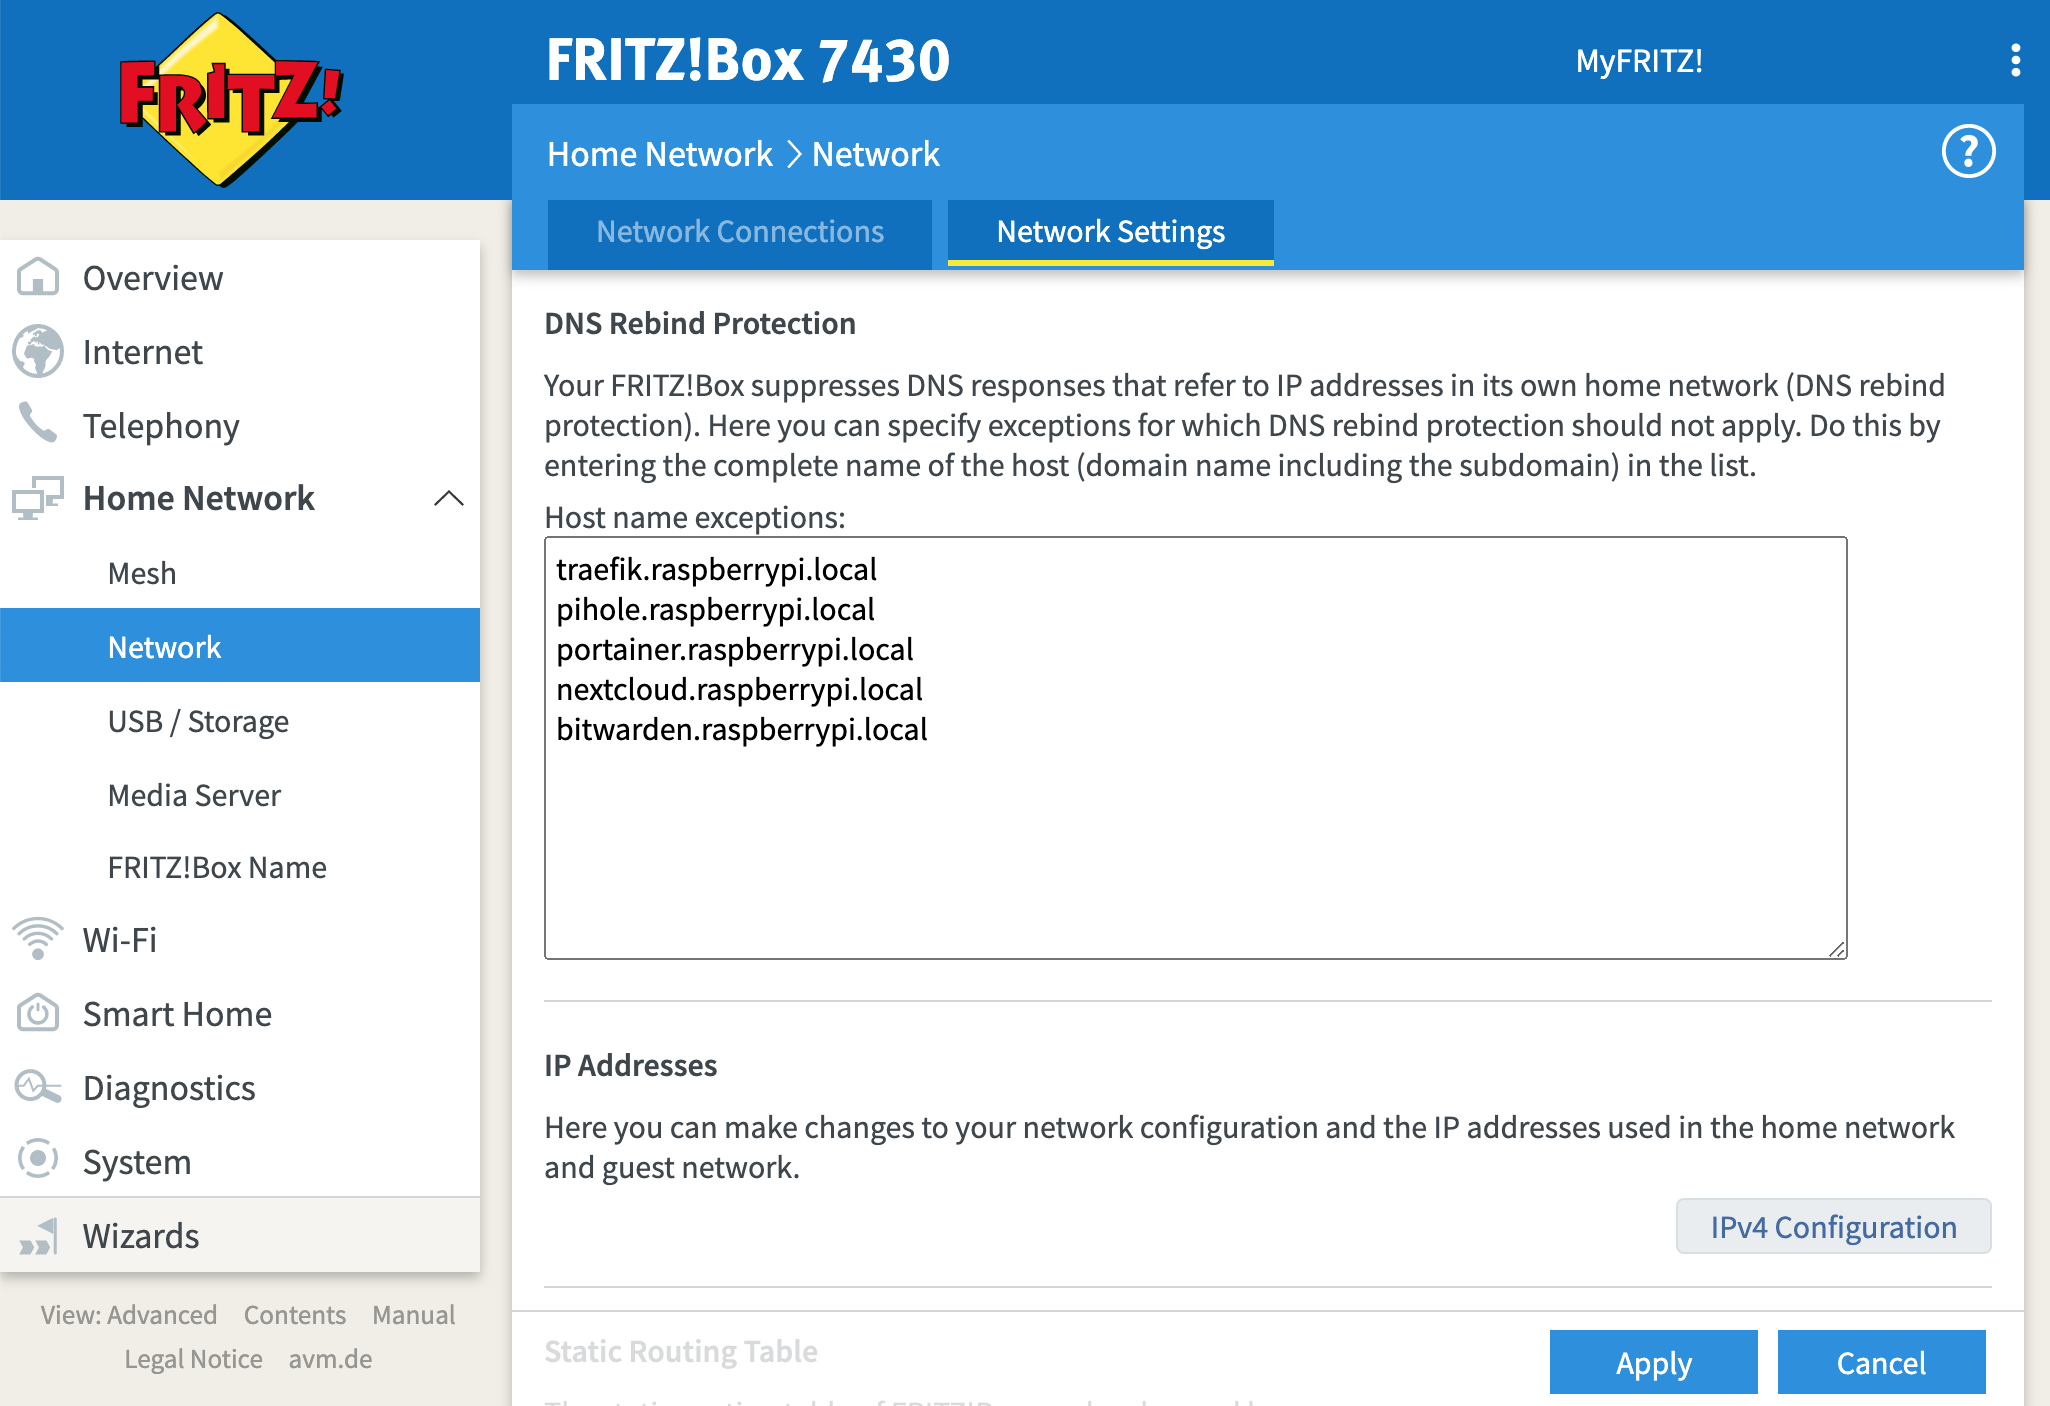 FRITZ!
FRITZ!Box 7430
MyFRITZ!
Home Network > Network
?
Network Connections
Network Settings
Overview
Internet
Telephony
Home Network
Mesh
Network
USB / Storage
Media Server
FRITZ!Box Name
Wi-Fi
Smart Home
Diagnostics
System
Wizards
View: Advanced Contents Manual
Legal Notice avm.de
DNS Rebind Protection
Your FRITZ!Box suppresses DNS responses that refer to IP addresses in its own home network (DNS rebind
protection). Here you can specify exceptions for which DNS rebind protection should not apply. Do this by
entering the complete name of the host (domain name including the subdomain) in the list.
Host name exceptions:
traefik.raspberrypi.local
pihole.raspberrypi.local
portainer.raspberrypi.local
nextcloud.raspberrypi.local
bitwarden.raspberrypi.local
IP Addresses
Here you can make changes to your network configuration and the IP addresses used in the home network
and guest network.
IPv4 Configuration
Static Routing Table
Apply
Cancel